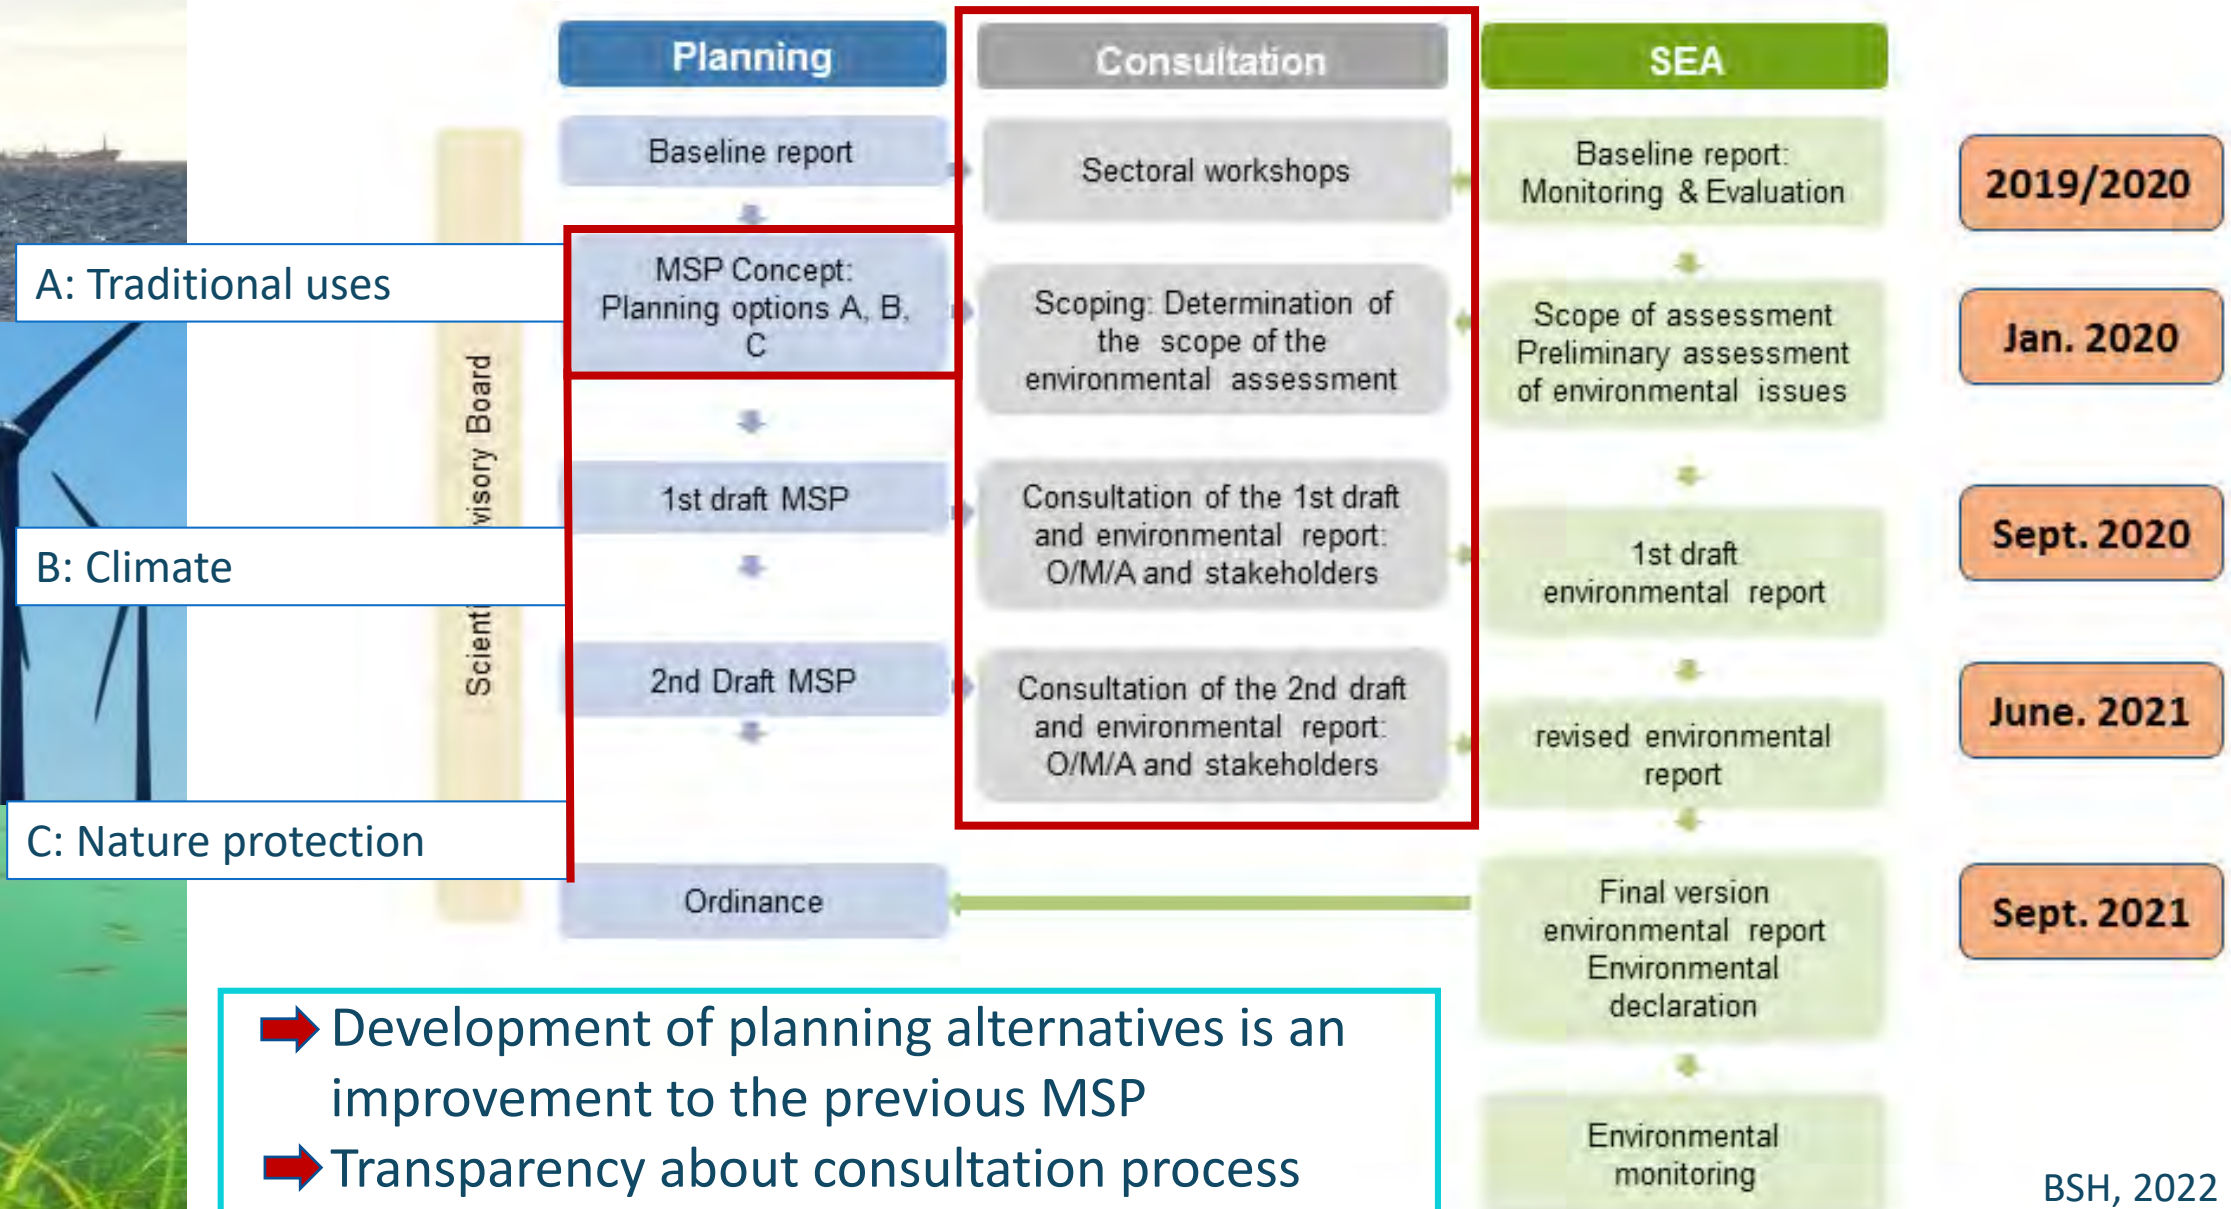 Planning
Consultation
SEA
Baseline report
Sectoral workshops
Baseline report:
Monitoring & Evaluation
2019/2020
A: Traditional uses
MSP Concept:
Planning options A, B,
C
Scoping: Determination of
the scope of the
environmental assessment
Scope of assessment
Preliminary assessment
of environmental issues
Jan. 2020
Scienti
visory Board
1st draft MSP
Consultation of the 1st draft
and environmental report:
O/M/A and stakeholders
1st draft
environmental report
Sept. 2020
B: Climate
2nd Draft MSP
Consultation of the 2nd draft
and environmental report:
O/M/A and stakeholders
revised environmental
report
June. 2021
C: Nature protection
Ordinance
Final version
environmental report
Environmental
declaration
Sept. 2021
Development of planning alternatives is an
improvement to the previous MSP
Transparency about consultation process
Environmental
monitoring
BSH, 2022